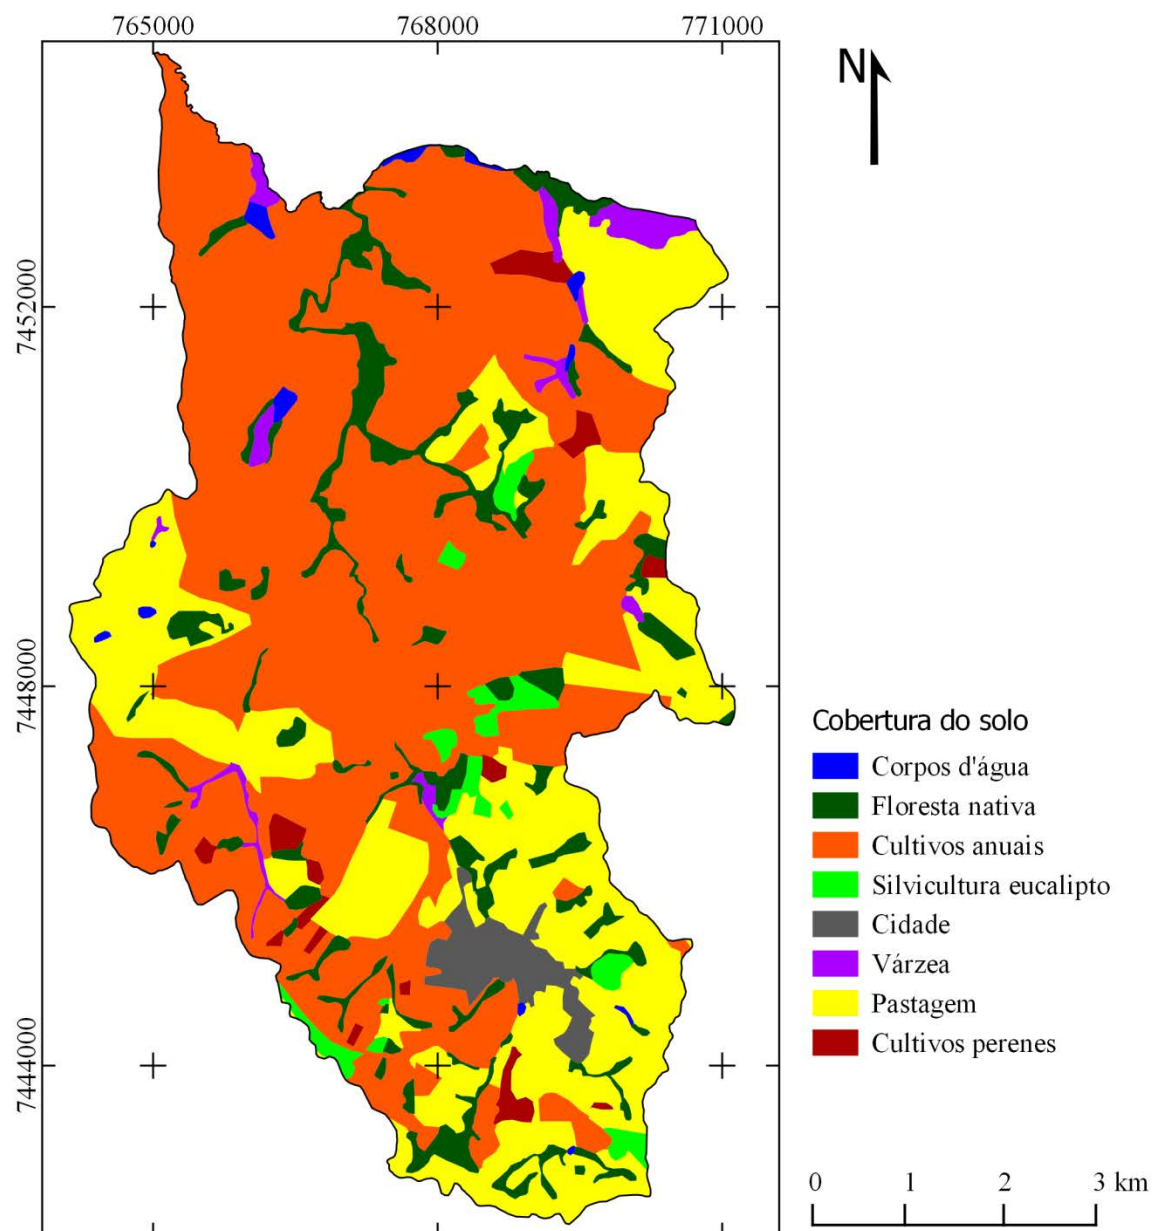 765000 768000 771000
N
7452000
7448000
7444000
Cobertura do solo
Corpos d'água
Floresta nativa
Cultivos anuais
Silvicultura eucalipto
Cidade
Várzea
Pastagem
Cultivos perenes
0 1 2 3 km